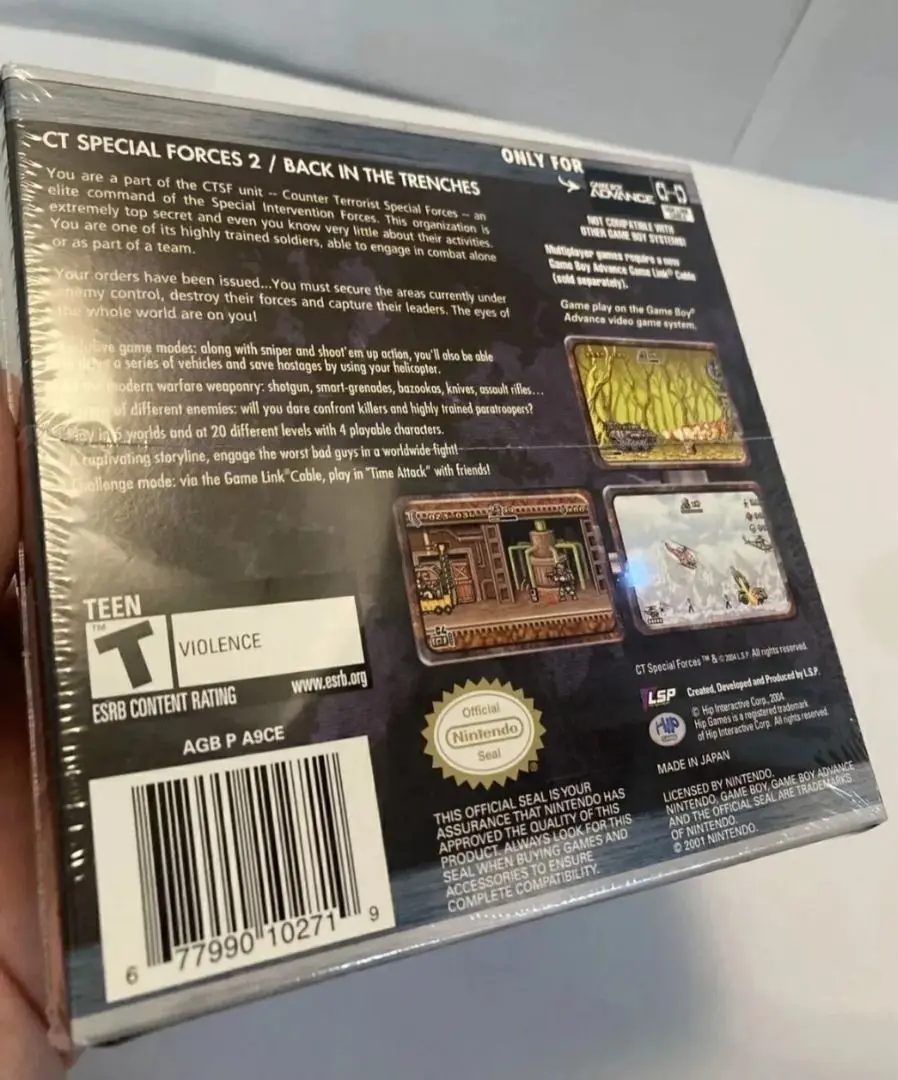 CT SPECIAL FORCES 2 / BACK IN THE TRENCHES
You are a part of the CTSF unit -- Counter Terrorist Special Forces -- an
elite command of the Special Intervention Forces. This organization is
extremely top secret and even you know very little about their activities.
You are one of its highly trained soldiers, able to engage in combat alone
or as part of a team.
Your orders have been issued...You must secure the areas currently under
enemy control, destroy their forces and capture their leaders. The eyes of
the whole world are on you!
game modes: along with sniper and shoot'em up action, you'll also be able
a series of vehicles and save hostages by using your helicopter.
modern warfare weaponry: shotgun, smart-grenades, bazookas, knives, assault rifles...
of different enemies: will you dare confront killers and highly trained paratroopers?
in 6 worlds and at 20 different levels with 4 playable characters.
captivating storyline, engage the worst bad guys in a worldwide fight!
Challenge mode: via the Game Link® Cable, play in "Time Attack" with friends!
ONLY FOR
GAME BOY
ADVANCE
NOT COMPATIBLE WITH
OTHER GAME BOY SYSTEMS!
Multiplayer games require a new
Game Boy Advance Game Link® Cable
(sold separately).
Game play on the Game Boy®
Advance video game system.
TEEN
T
TM
VIOLENCE
ESRB CONTENT RATING
www.esrb.org
AGB P A9CE
6 77990 10271 9
Official
Nintendo
Seal
®
THIS OFFICIAL SEAL IS YOUR
ASSURANCE THAT NINTENDO HAS
APPROVED THE QUALITY OF THIS
PRODUCT. ALWAYS LOOK FOR THIS
SEAL WHEN BUYING GAMES AND
ACCESSORIES TO ENSURE
COMPLETE COMPATIBILITY.
CT Special Forces ™ & © 2004 L.S.P. All rights reserved.
LSP
Created, Developed and Produced by L.S.P.
HIP
© Hip Interactive Corp., 2004.
Hip Games is a registered trademark
of Hip Interactive Corp. All rights reserved.
MADE IN JAPAN
LICENSED BY NINTENDO.
NINTENDO, GAME BOY, GAME BOY ADVANCE
AND THE OFFICIAL SEAL ARE TRADEMARKS
OF NINTENDO.
© 2001 NINTENDO.